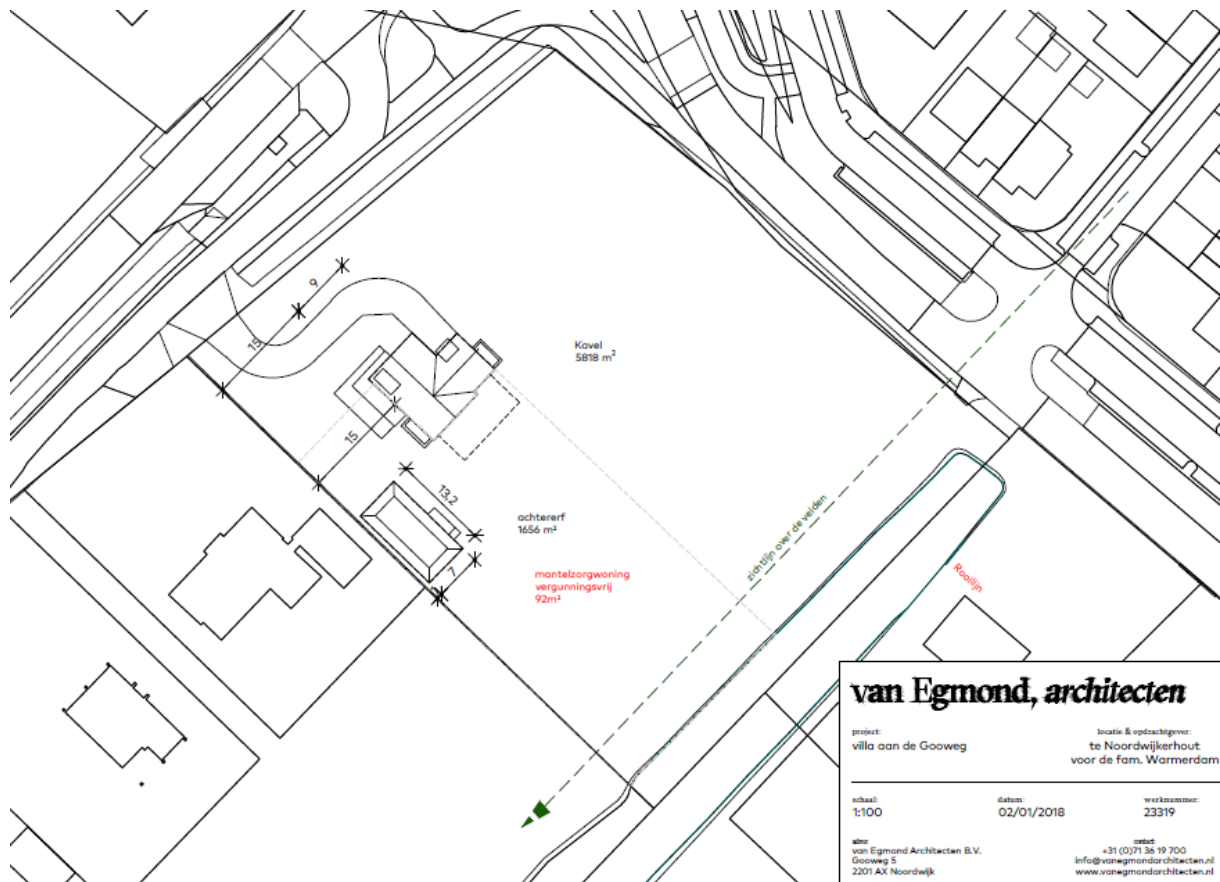 9
15
Kavel
5818 m²
15
13,2
achtererf
1656 m²
7
mantelzorgwoning
vergunningsvrij
92m²
zichtlijn over de velden
Rooilijn
van Egmond, architecten
project:
villa aan de Gooweg
locatie & opdrachtgever:
te Noordwijkerhout
voor de fam. Warmerdam
schaal:
1:100
datum:
02/01/2018
werknummer:
23319
adres:
van Egmond Architecten B.V.
Gooweg 5
2201 AX Noordwijk
contact:
+31 (0)71 36 19 700
info@vanegmondarchitecten.nl
www.vanegmondarchitecten.nl